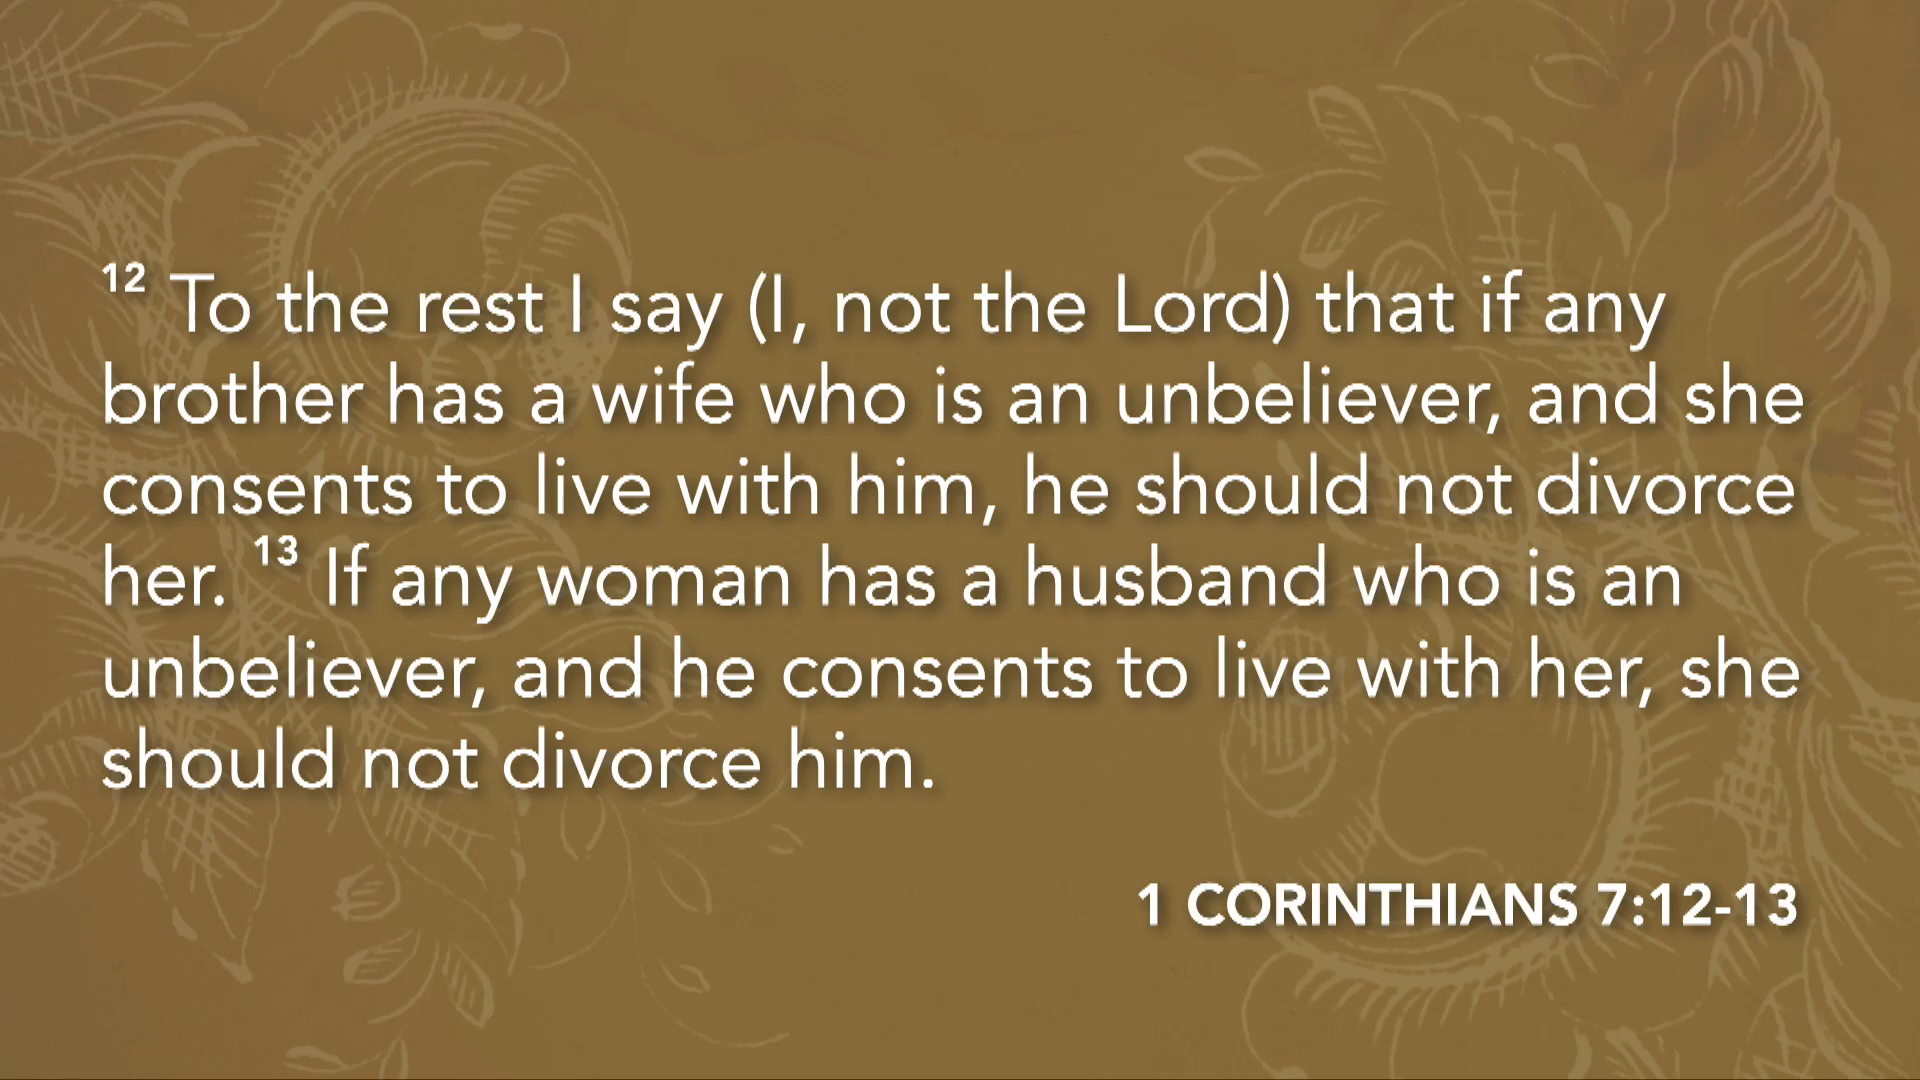 12 To the rest I say (I, not the Lord) that if any
brother has a wife who is an unbeliever, and she
consents to live with him, he should not divorce
her. 13 If any woman has a husband who is an
unbeliever, and he consents to live with her, she
should not divorce him.
1 CORINTHIANS 7:12-13